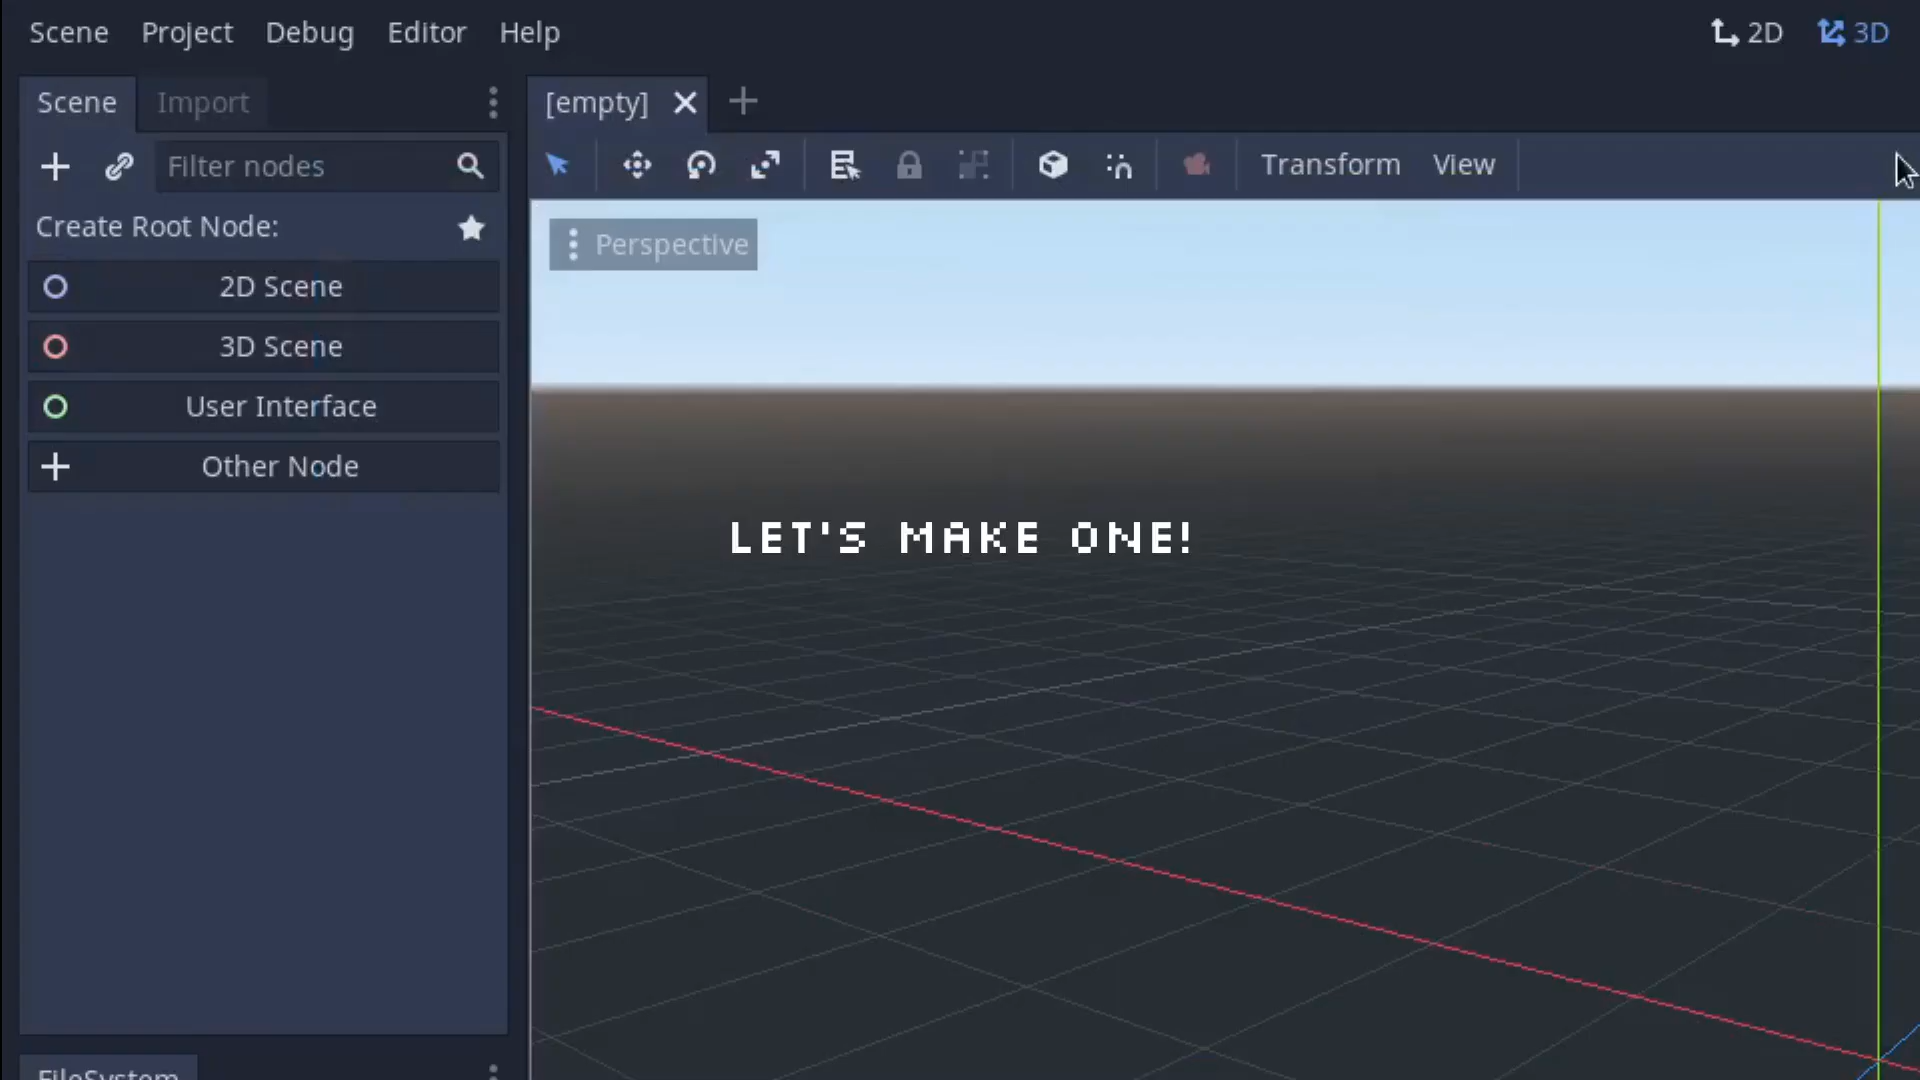 Scene Project Debug Editor Help 2D 3D
Scene Import [empty]
Filter nodes Transform View
Create Root Node:
Perspective
2D Scene
3D Scene
User Interface
Other Node
LET'S MAKE ONE!
FileSystem